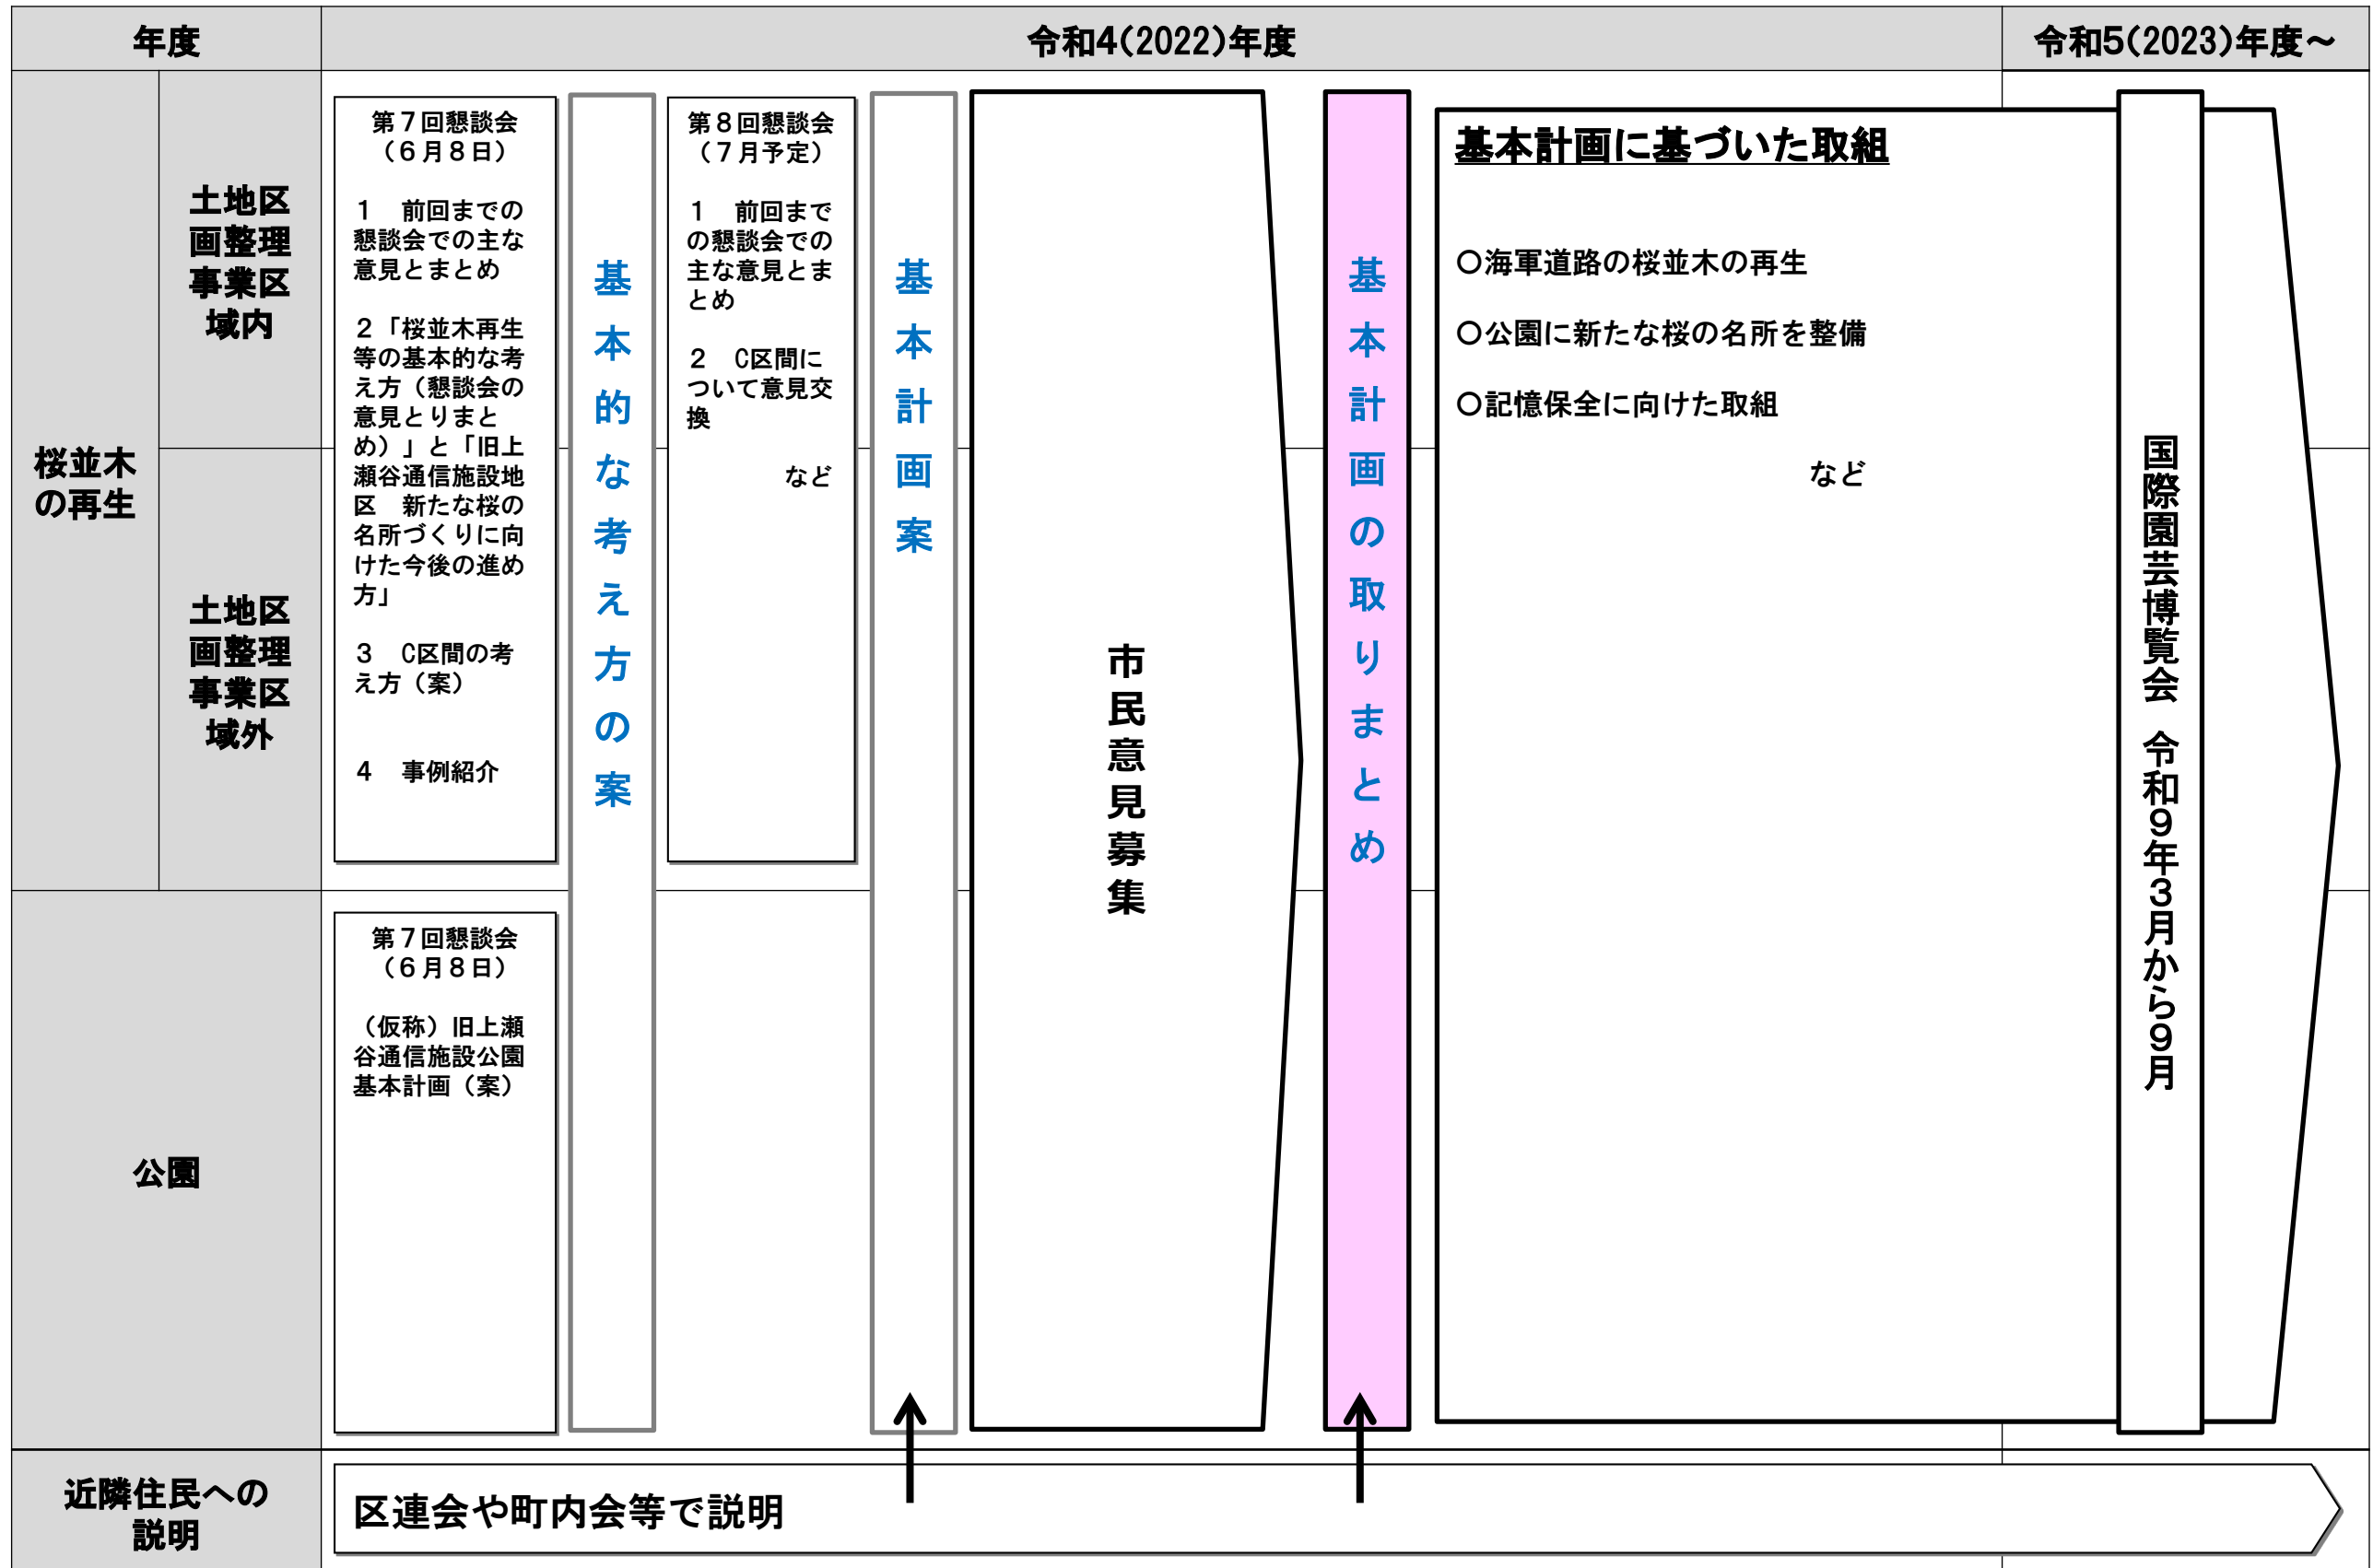 年度
令和4(2022)年度
令和5(2023)年度～
桜並木
の再生
土地区
画整理
事業区
域内
土地区
画整理
事業区
域外
第７回懇談会
（６月８日）
１　前回までの
懇談会での主な
意見とまとめ
２「桜並木再生
等の基本的な考
え方（懇談会の
意見とりまと
め）」と「旧上
瀬谷通信施設地
区　新たな桜の
名所づくりに向
けた今後の進め
方」
３　C区間の考
え方（案）
４　事例紹介
基本的な考え方の案
第８回懇談会
（７月予定）
１　前回まで
の懇談会での
主な意見とま
とめ
２　C区間に
ついて意見交
換
など
基本計画案
市民意見募集
基本計画の取りまとめ
基本計画に基づいた取組
〇海軍道路の桜並木の再生
〇公園に新たな桜の名所を整備
〇記憶保全に向けた取組
など
国際園芸博覧会　令和９年３月から９月
公園
第７回懇談会
（６月８日）
（仮称）旧上瀬
谷通信施設公園
基本計画（案）
近隣住民への
説明
区連会や町内会等で説明